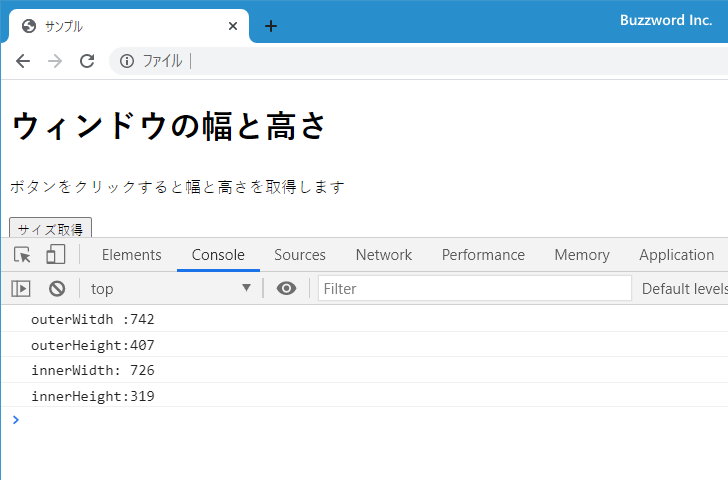 サンプル
Buzzword Inc.
ファイル
ウィンドウの幅と高さ
ボタンをクリックすると幅と高さを取得します
サイズ取得
Elements Console Sources Network Performance Memory Application
top Filter Default levels
outerWitdh :742
outerHeight:407
innerWidth: 726
innerHeight:319